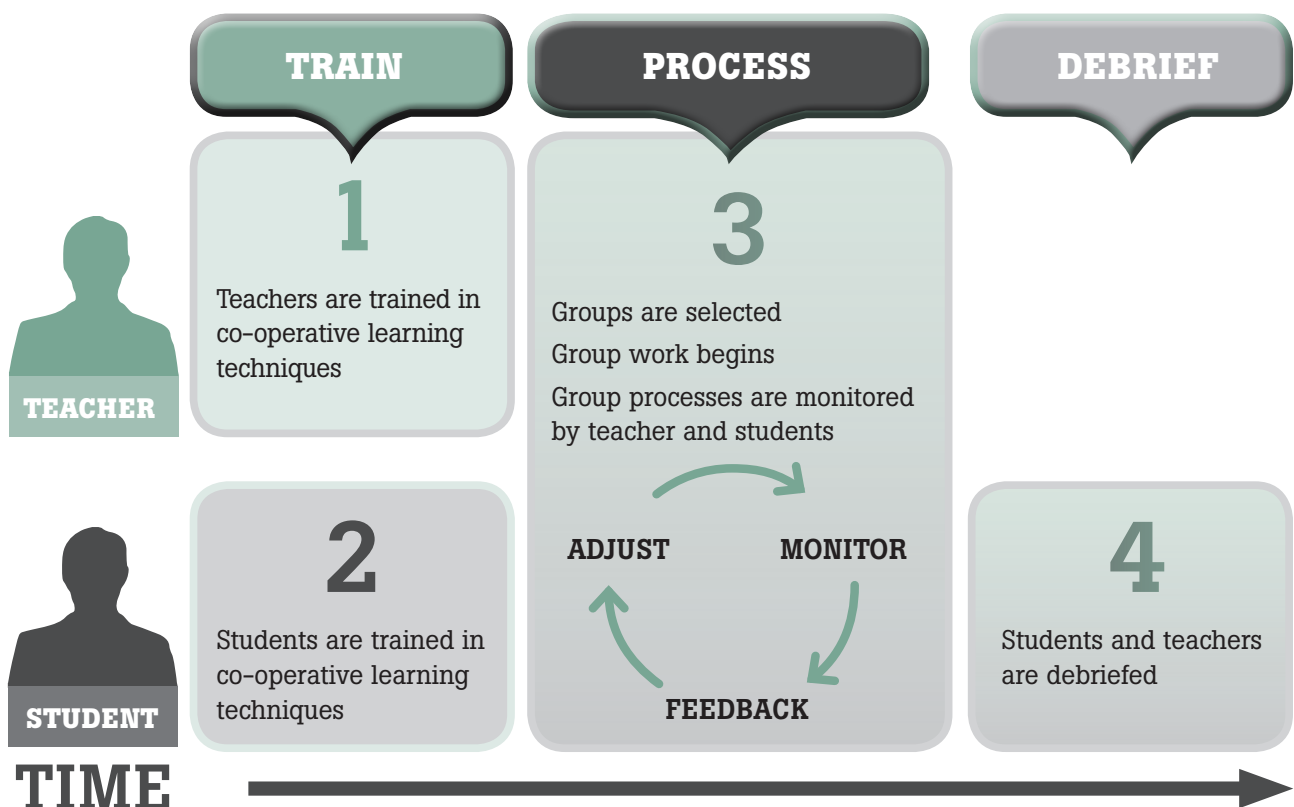 TRAIN
PROCESS
DEBRIEF
1
Teachers are trained in
co-operative learning
techniques
TEACHER
3
Groups are selected
Group work begins
Group processes are monitored
by teacher and students
ADJUST
MONITOR
FEEDBACK
2
Students are trained in
co-operative learning
techniques
STUDENT
4
Students and teachers
are debriefed
TIME